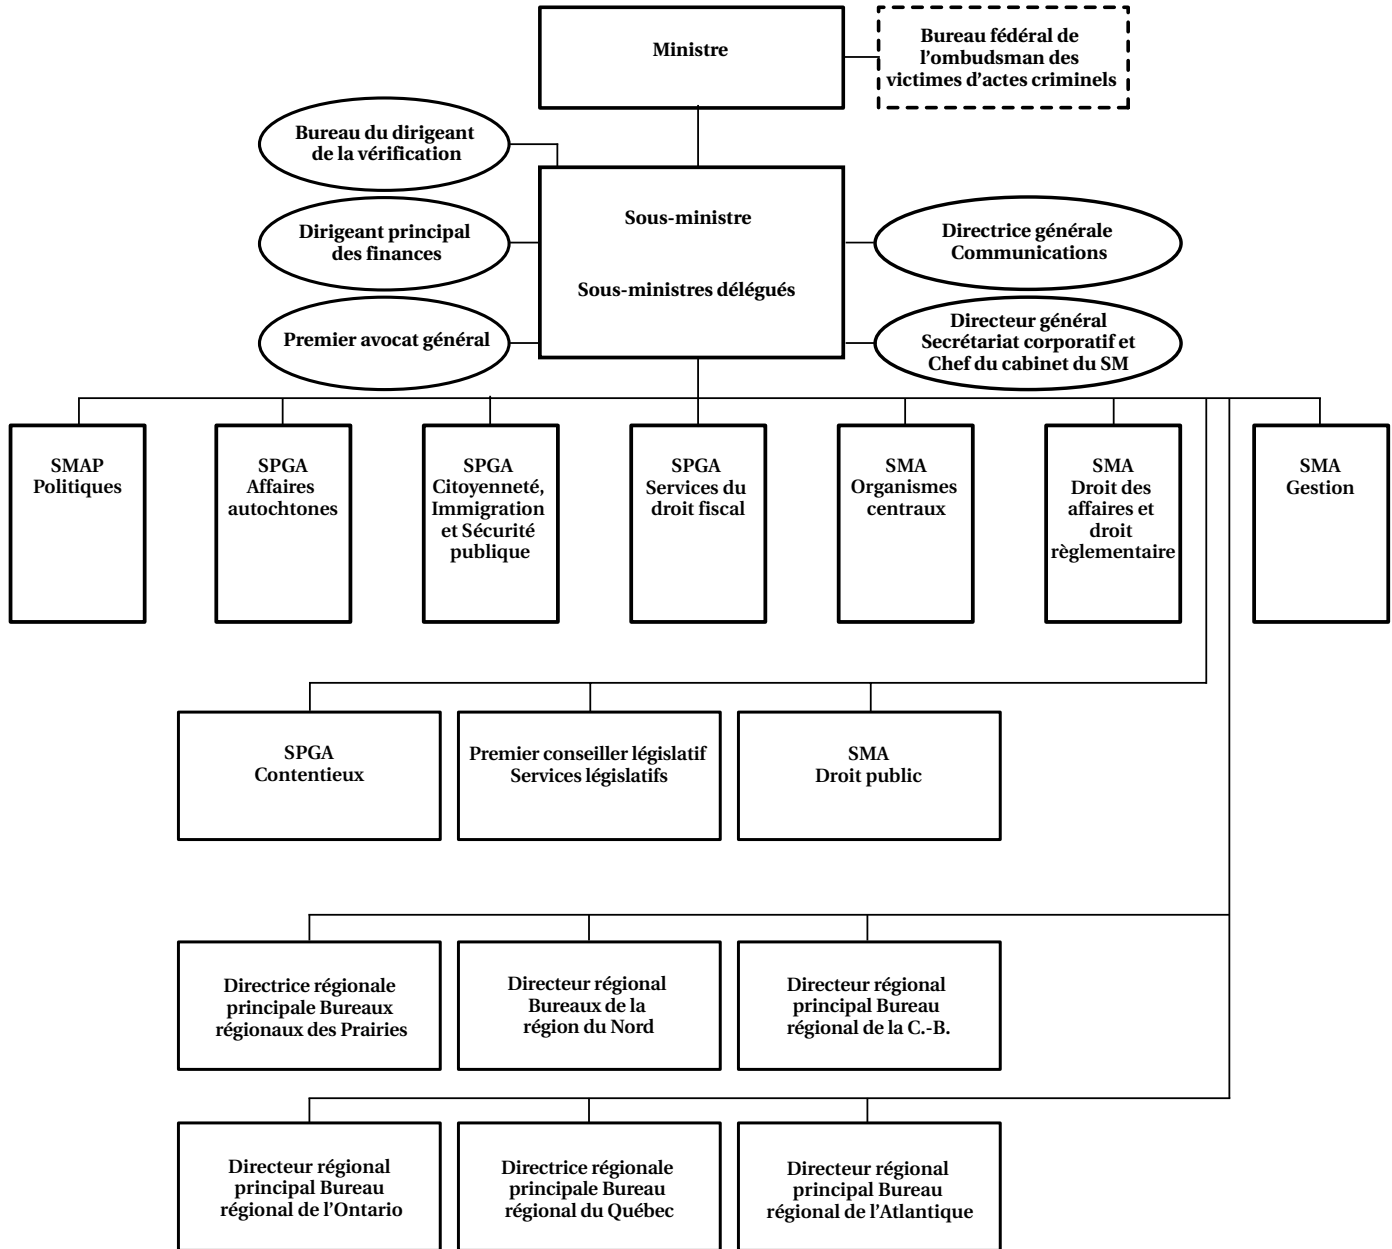 Ministre
Bureau fédéral de
l'ombudsman des
victimes d'actes criminels
Bureau du dirigeant
de la vérification
Dirigeant principal
des finances
Premier avocat général
Sous-ministre
Sous-ministres délégués
Directrice générale
Communications
Directeur général
Secrétariat corporatif et
Chef du cabinet du SM
SMAP
Politiques
SPGA
Affaires
autochtones
SPGA
Citoyenneté,
Immigration
et Sécurité
publique
SPGA
Services du
droit fiscal
SMA
Organismes
centraux
SMA
Droit des
affaires et
droit
règlementaire
SMA
Gestion
SPGA
Contentieux
Premier conseiller législatif
Services législatifs
SMA
Droit public
Directrice régionale
principale Bureaux
régionaux des Prairies
Directeur régional
Bureaux de la
région du Nord
Directeur régional
principal Bureau
régional de la C.-B.
Directeur régional
principal Bureau
régional de l'Ontario
Directrice régionale
principale Bureau
régional du Québec
Directeur régional
principal Bureau
régional de l'Atlantique